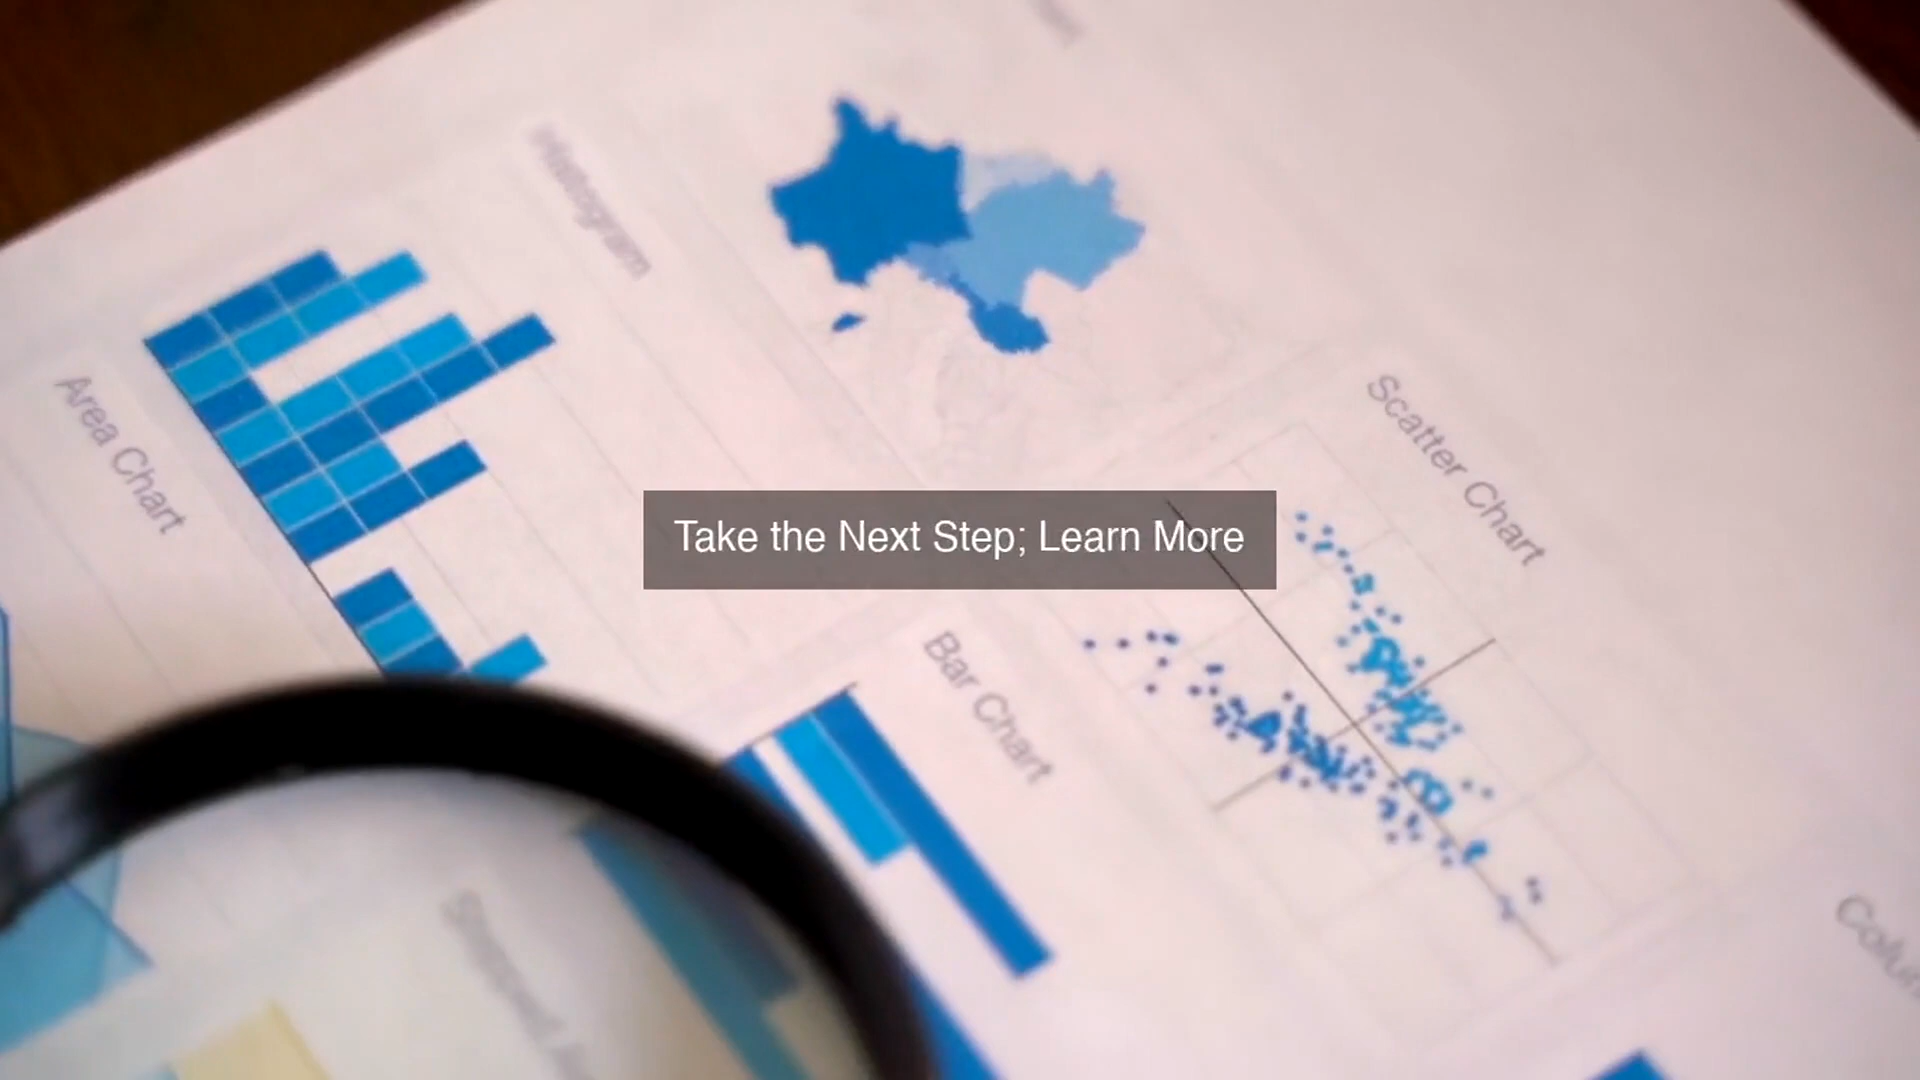 Take the Next Step; Learn More
Histogram
Area Chart
Scatter Chart
Bar Chart